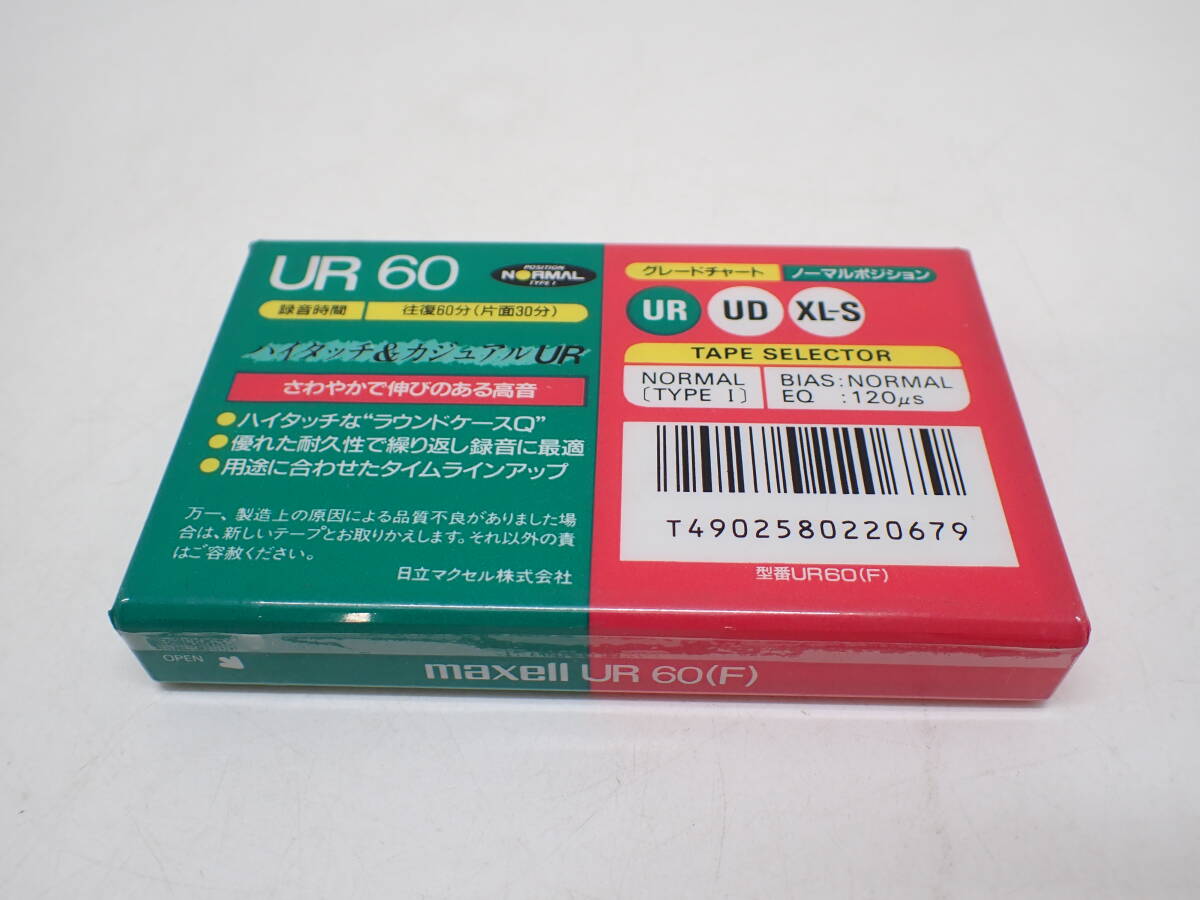 UR 60
POSITION
NORMAL
TYPE I
録音時間 往復60分(片面30分)
ハイタッチ&カジュアルUR
さわやかで伸びのある高音
●ハイタッチな“ラウンドケースQ”
●優れた耐久性で繰り返し録音に最適
●用途に合わせたタイムラインアップ
万一、製造上の原因による品質不良がありました場
合は、新しいテープとお取りかえします。それ以外の責
はご容赦ください。
日立マクセル株式会社
グレードチャート ノーマルポジション
UR UD XL-S
TAPE SELECTOR
NORMAL
〔TYPE I〕
BIAS:NORMAL
EQ :120μs
T4902580220679
型番UR60(F)
OPEN
maxell UR 60(F)